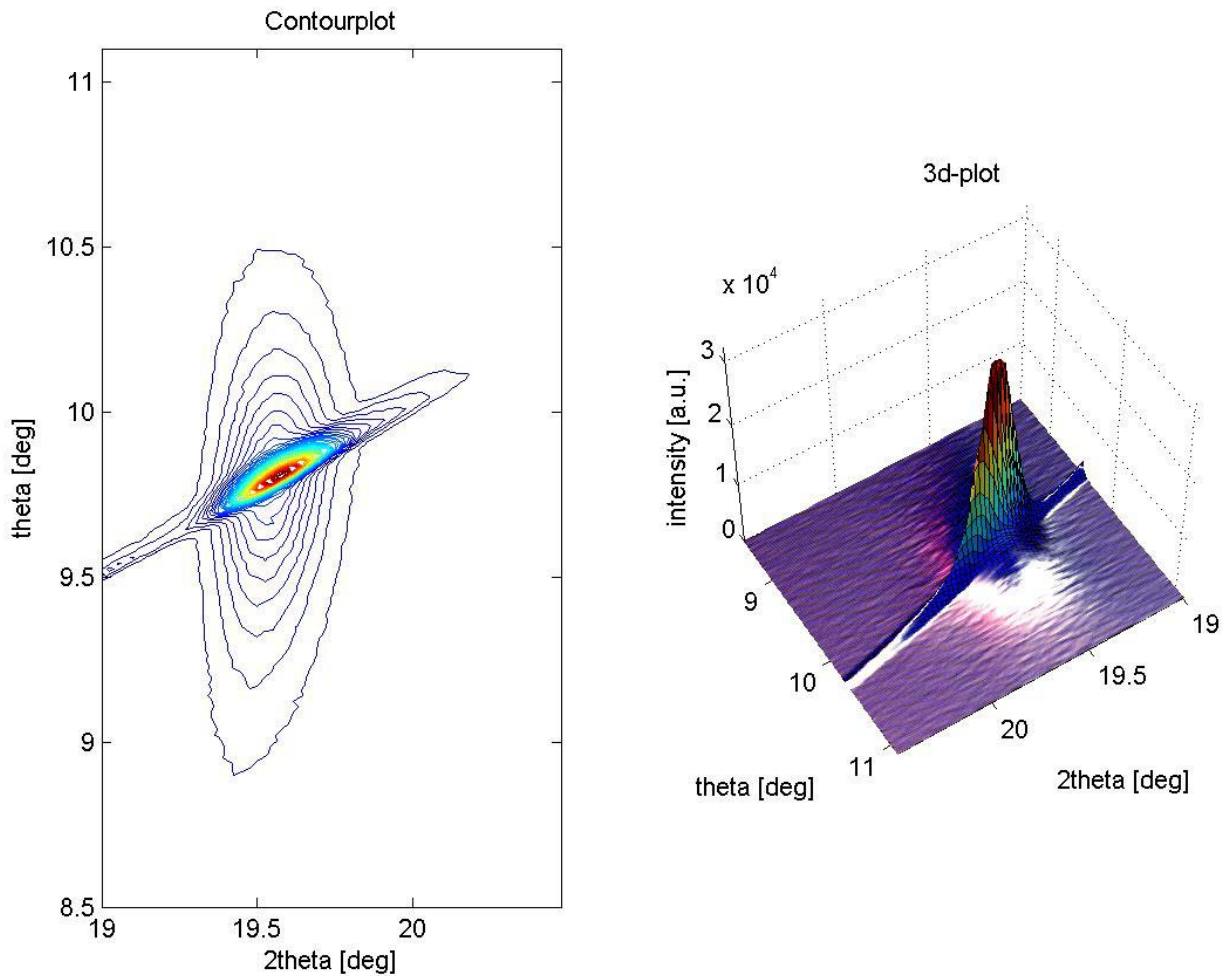 Contourplot
11
10.5
10
9.5
9
8.5
theta [deg]
19
19.5
20
2theta [deg]
3d-plot
x 10^4
3
2
1
0
intensity [a.u.]
9
10
11
theta [deg]
19
19.5
20
2theta [deg]